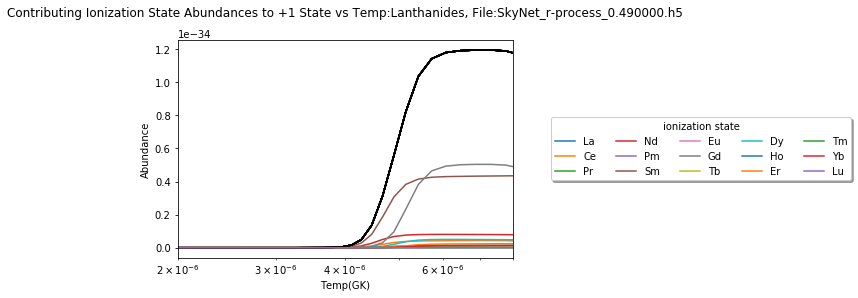 Contributing Ionization State Abundances to +1 State vs Temp:Lanthanides, File:SkyNet_r-process_0.490000.h5
1e−34
1.2
1.0
0.8
0.6
0.4
0.2
0.0
Abundance
2 × 10⁻⁶
3 × 10⁻⁶
4 × 10⁻⁶
6 × 10⁻⁶
Temp(GK)
ionization state
La Nd Eu Dy Tm
Ce Pm Gd Ho Yb
Pr Sm Tb Er Lu